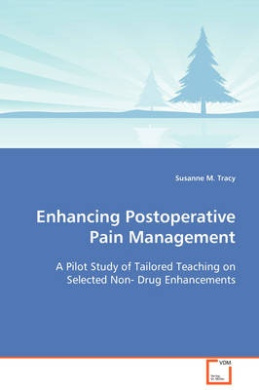 Susanne M. Tracy
Enhancing Postoperative
Pain Management
A Pilot Study of Tailored Teaching on
Selected Non- Drug Enhancements
VDM